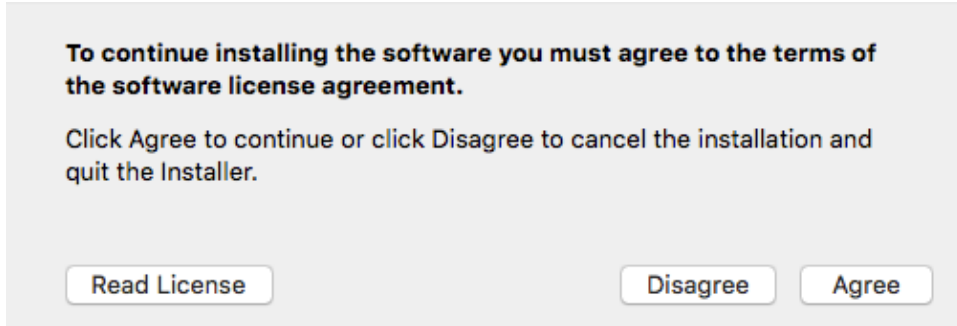 To continue installing the software you must agree to the terms of
the software license agreement.
Click Agree to continue or click Disagree to cancel the installation and
quit the Installer.
Read License
Disagree
Agree